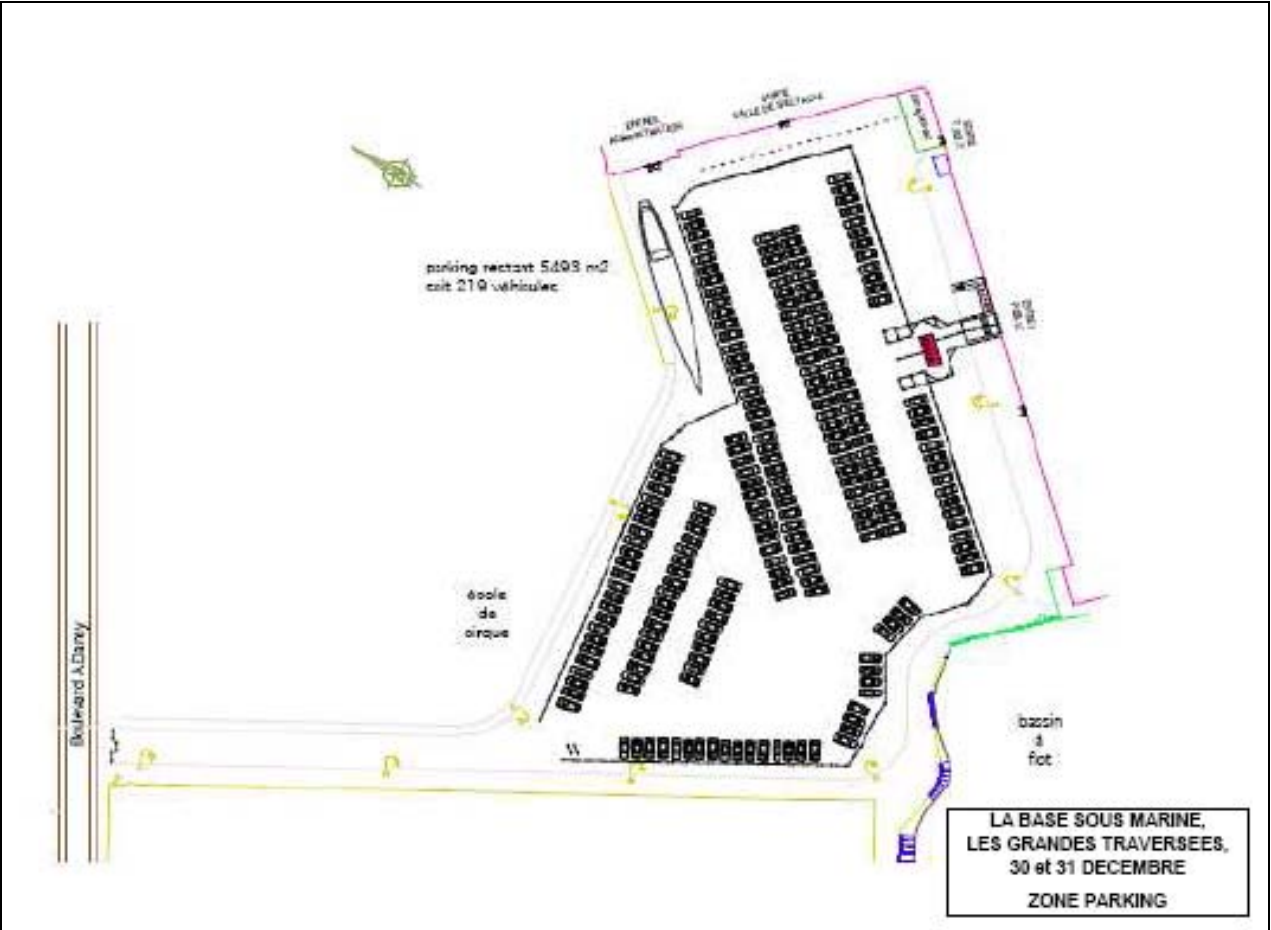 parking restant 5493 m2
soit 219 véhicules
école
de
cirque
Boulevard A.Daney
bassin
à
flot
LA BASE SOUS MARINE,
LES GRANDES TRAVERSEES,
30 et 31 DECEMBRE
ZONE PARKING